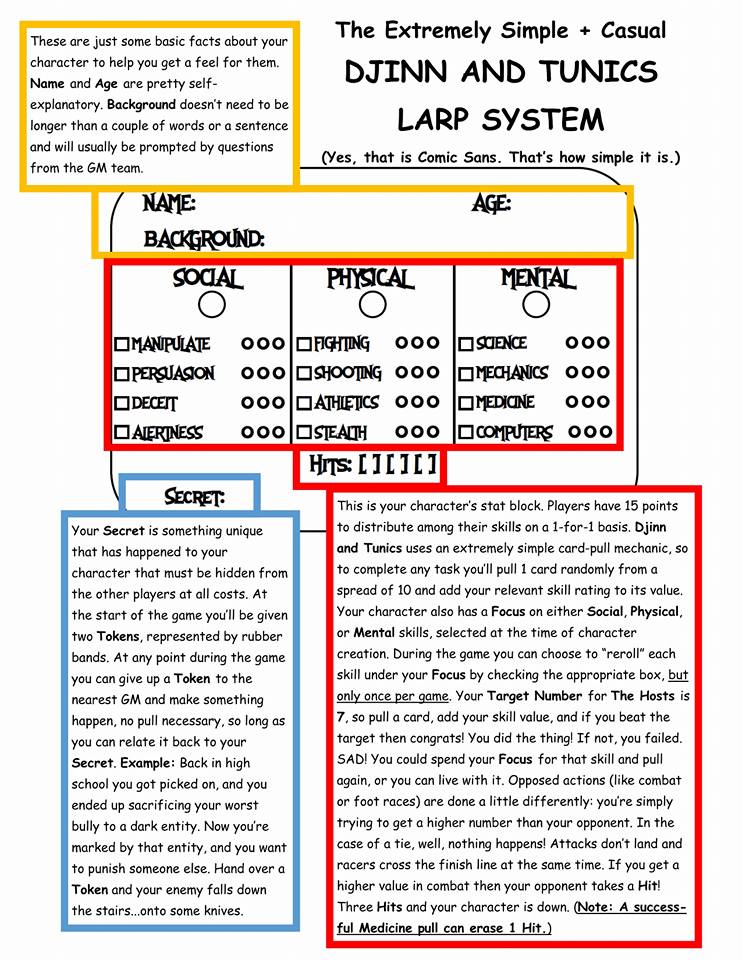 The Extremely Simple + Casual
DJINN AND TUNICS
LARP SYSTEM
(Yes, that is Comic Sans. That's how simple it is.)
These are just some basic facts about your
character to help you get a feel for them.
Name and Age are pretty self-
explanatory. Background doesn't need to be
longer than a couple of words or a sentence
and will usually be prompted by questions
from the GM team.
NAME: AGE:
BACKGROUND:
SOCIAL PHYSICAL MENTAL
MANIPULATE FIGHTING SCIENCE
PERSUASION SHOOTING MECHANICS
DECEIT ATHLETICS MEDICINE
ALERTNESS STEALTH COMPUTERS
HITS: [ ] [ ] [ ] [ ]
SECRET:
Your Secret is something unique
that has happened to your
character that must be hidden from
the other players at all costs. At
the start of the game you'll be given
two Tokens, represented by rubber
bands. At any point during the game
you can give up a Token to the
nearest GM and make something
happen, no pull necessary, so long as
you can relate it back to your
Secret. Example: Back in high
school you got picked on, and you
ended up sacrificing your worst
bully to a dark entity. Now you're
marked by that entity, and you want
to punish someone else. Hand over a
Token and your enemy falls down
the stairs...onto some knives.
This is your character's stat block. Players have 15 points
to distribute among their skills on a 1-for-1 basis. Djinn
and Tunics uses an extremely simple card-pull mechanic, so
to complete any task you'll pull 1 card randomly from a
spread of 10 and add your relevant skill rating to its value.
Your character also has a Focus on either Social, Physical,
or Mental skills, selected at the time of character
creation. During the game you can choose to "reroll" each
skill under your Focus by checking the appropriate box, but
only once per game. Your Target Number for The Hosts is
7, so pull a card, add your skill value, and if you beat the
target then congrats! You did the thing! If not, you failed.
SAD! You could spend your Focus for that skill and pull
again, or you can live with it. Opposed actions (like combat
or foot races) are done a little differently: you're simply
trying to get a higher number than your opponent. In the
case of a tie, well, nothing happens! Attacks don't land and
racers cross the finish line at the same time. If you get a
higher value in combat then your opponent takes a Hit!
Three Hits and your character is down. (Note: A success-
ful Medicine pull can erase 1 Hit.)